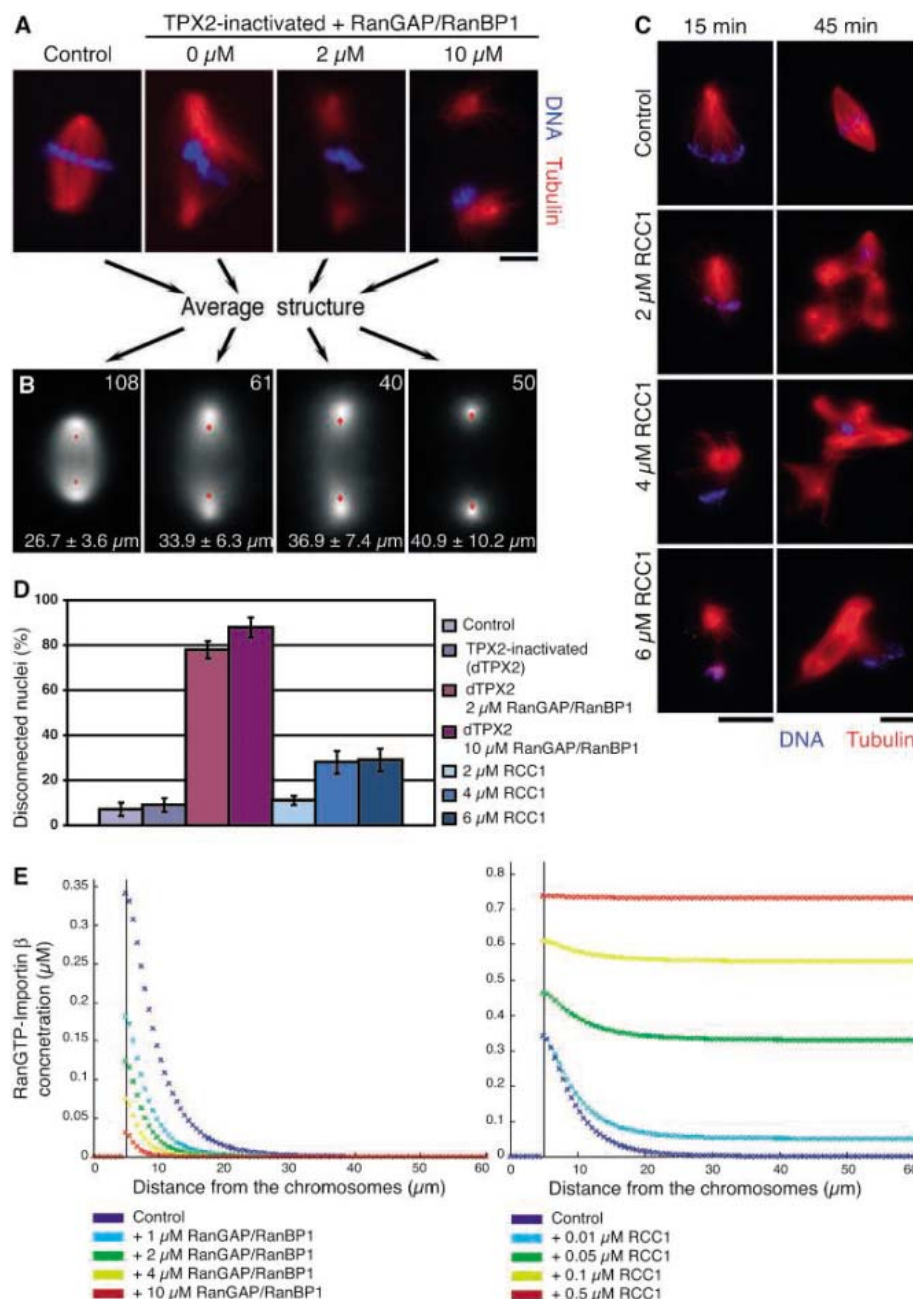 A
TPX2-inactivated + RanGAP/RanBP1
Control
0 µM
2 µM
10 µM
DNA Tubulin
Average structure
B
108
61
40
50
26.7 ± 3.6 µm
33.9 ± 6.3 µm
36.9 ± 7.4 µm
40.9 ± 10.2 µm
C
15 min
45 min
Control
2 µM RCC1
4 µM RCC1
6 µM RCC1
DNA
Tubulin
D
Disconnected nuclei (%)
100
80
60
40
20
0
Control
TPX2-inactivated
(dTPX2)
dTPX2
2 µM RanGAP/RanBP1
dTPX2
10 µM RanGAP/RanBP1
2 µM RCC1
4 µM RCC1
6 µM RCC1
E
RanGTP-Importin β
concnetration (µM)
0.35
0.3
0.25
0.2
0.15
0.1
0.05
0
0 10 20 30 40 50 60
Distance from the chromosomes (µm)
Control
+ 1 µM RanGAP/RanBP1
+ 2 µM RanGAP/RanBP1
+ 4 µM RanGAP/RanBP1
+ 10 µM RanGAP/RanBP1
0.8
0.7
0.6
0.5
0.4
0.3
0.2
0.1
0
0 10 20 30 40 50 60
Distance from the chromosomes (µm)
Control
+ 0.01 µM RCC1
+ 0.05 µM RCC1
+ 0.1 µM RCC1
+ 0.5 µM RCC1